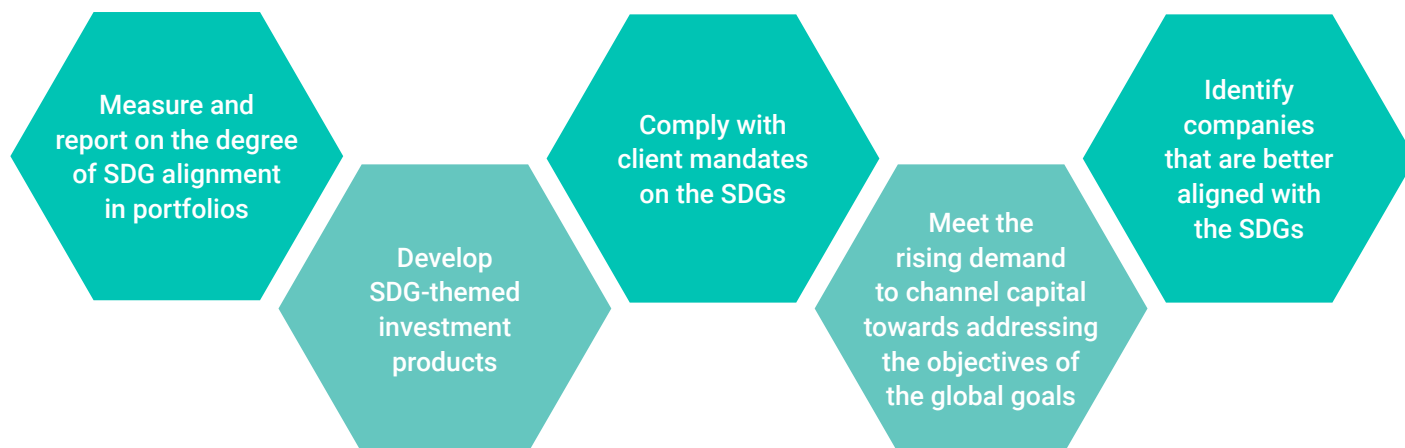 Measure and
report on the degree
of SDG alignment
in portfolios
Develop
SDG-themed
investment
products
Comply with
client mandates
on the SDGs
Meet the
rising demand
to channel capital
towards addressing
the objectives of
the global goals
Identify
companies
that are better
aligned with
the SDGs